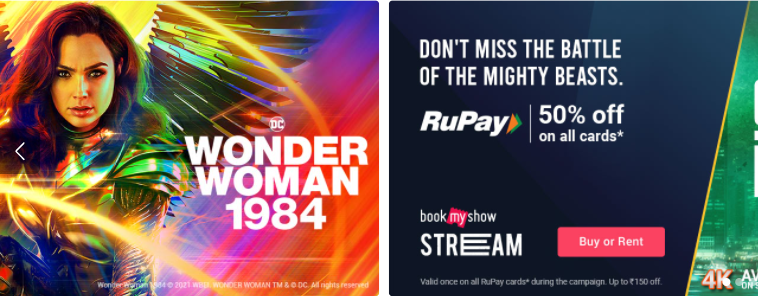 DC
WONDER
WOMAN
1984
Wonder Woman 1984 © 2021 WBEI. WONDER WOMAN TM & © DC. All rights reserved
DON'T MISS THE BATTLE
OF THE MIGHTY BEASTS.
RuPay
50% off
on all cards*
book my show
STREAM
Buy or Rent
Valid once on all RuPay cards* during the campaign. Up to ₹150 off.
4K